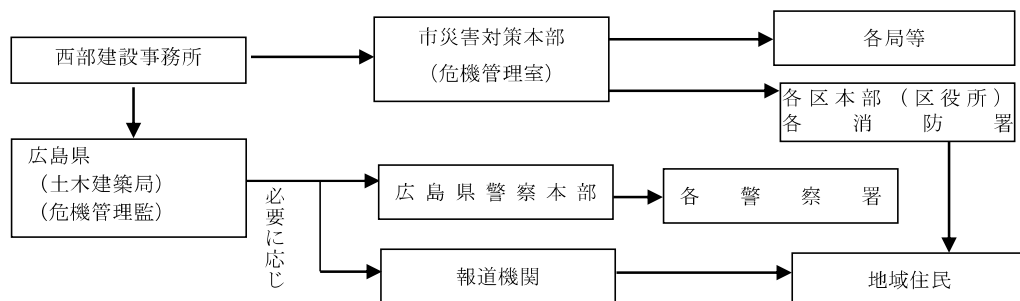 西部建設事務所
市災害対策本部
（危機管理室）
各局等
各区本部（区役所）
各消防署
広島県
（土木建築局）
（危機管理監）
必要に応じ
広島県警察本部
各警察署
報道機関
地域住民